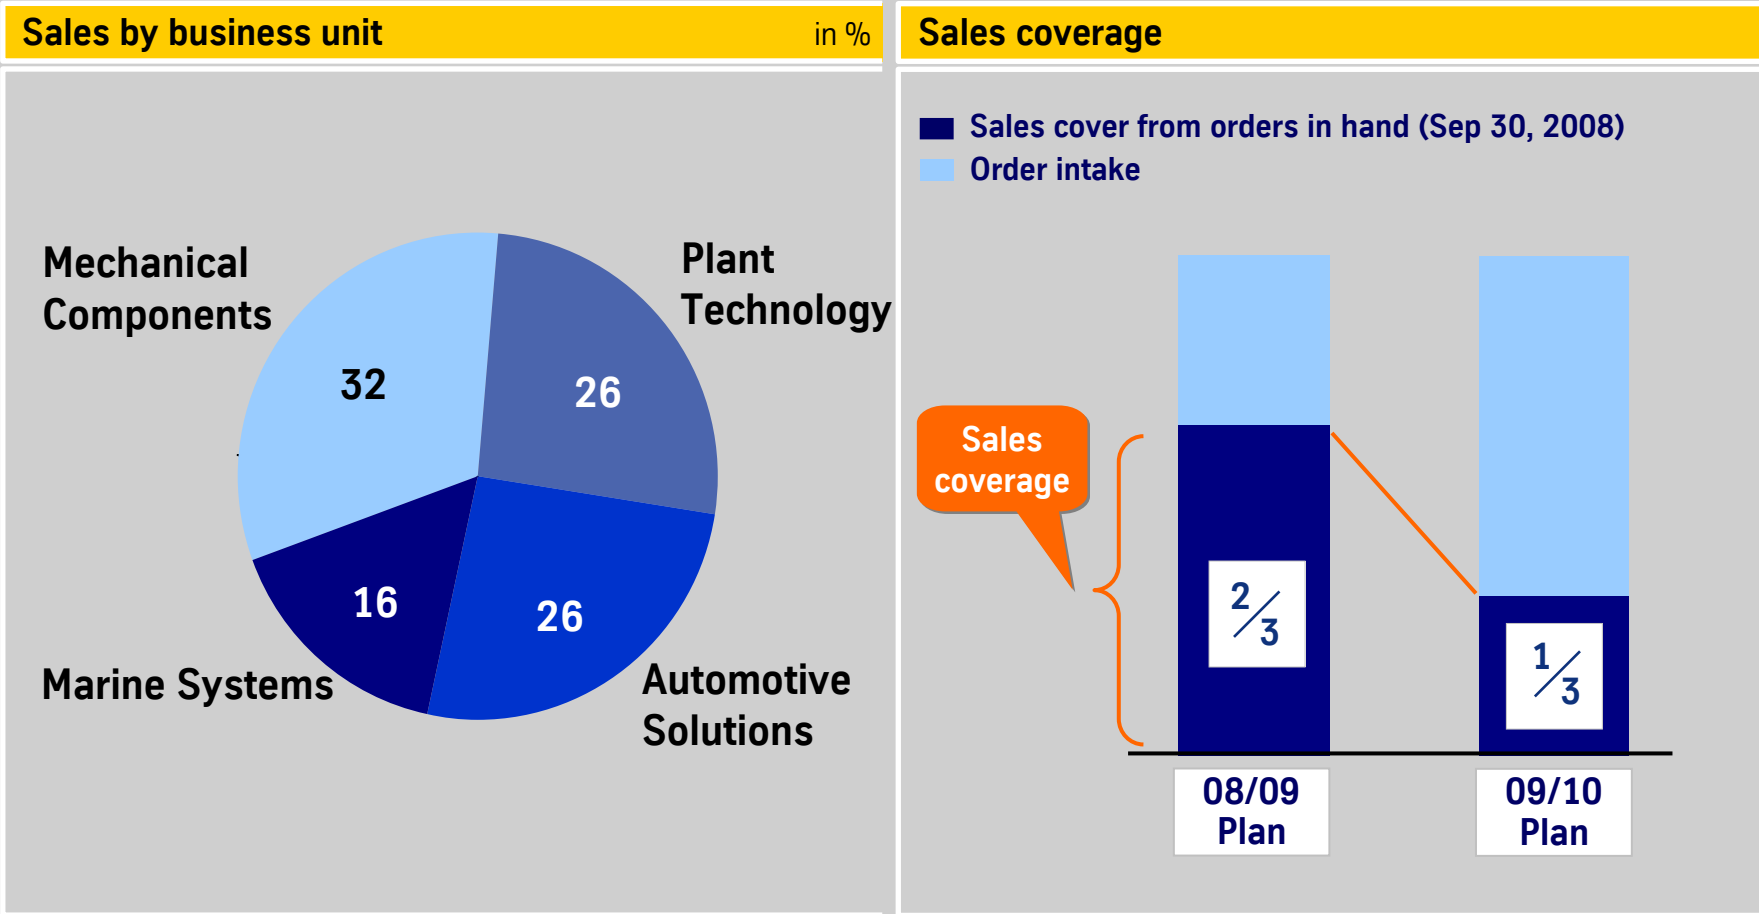 Sales by business unit in %
Mechanical
Components
Plant
Technology
32
26
16
26
Marine Systems
Automotive
Solutions
Sales coverage
Sales cover from orders in hand (Sep 30, 2008)
Order intake
Sales
coverage
2/3
1/3
08/09
Plan
09/10
Plan